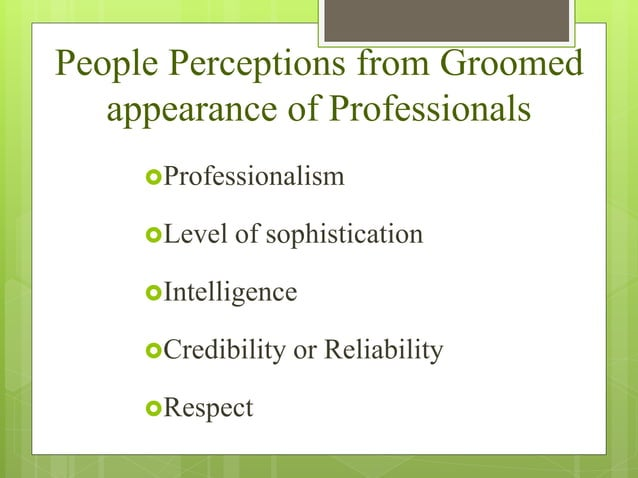 People Perceptions from Groomed
appearance of Professionals
Professionalism
Level of sophistication
Intelligence
Credibility or Reliability
Respect